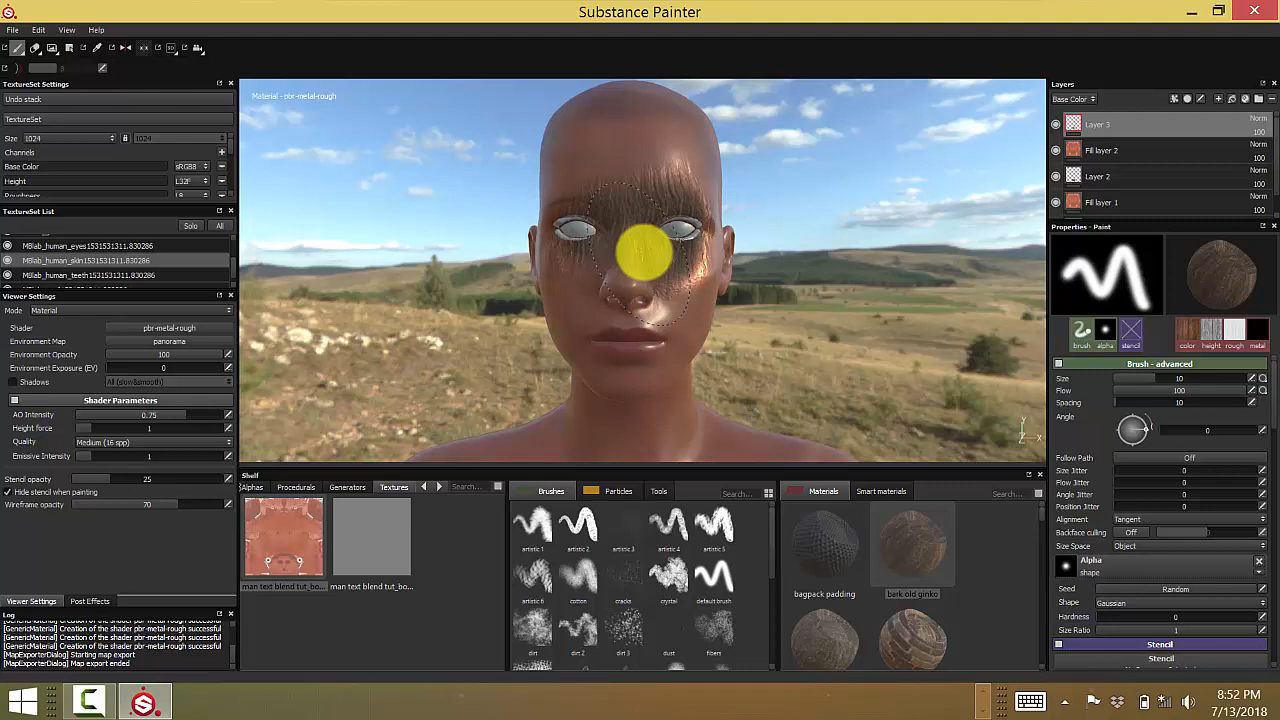 Substance Painter
File Edit View Help
TextureSet Settings
Undo stack
TextureSet
Size 1024 1024
Channels
Base Color sRGB8
Height L32F
TextureSet List
Solo All
MBlab_human_eyes1531531311.830286
MBlab_human_skin1531531311.830286
MBlab_human_teeth1531531311.830286
Viewer Settings
Mode Material
Shader pbr-metal-rough
Environment Map panorama
Environment Opacity 100
Environment Exposure (EV) 0
Shadows All (slow&smooth)
Shader Parameters
AO Intensity 0.75
Height force 1
Quality Medium (16 spp)
Emissive Intensity 1
Stencil opacity 25
Hide stencil when painting
Wireframe opacity 70
Viewer Settings Post Effects
Log
[GenericMaterial] Creation of the shader pbr-metal-rough successful
[GenericMaterial] Creation of the shader pbr-metal-rough successful
[GenericMaterial] Creation of the shader pbr-metal-rough successful
[MapExporterDialog] Starting map export
[MapExporterDialog] Map export ended
Material - pbr-metal-rough
Shelf
Alphas Procedurals Generators Textures Search...
man text blend tut_bo... man text blend tut_bo...
Brushes Particles Tools Search...
artistic 1 artistic 2 artistic 3 artistic 4 artistic 5
artistic 6 cotton cracks crystal default brush
dirt dirt 2 dirt 3 dust fibers
Materials Smart materials Search...
bagpack padding bark old ginko
Layers
Base Color
Layer 3 Norm 100
Fill layer 2 Norm 100
Layer 2 Norm 100
Fill layer 1 Norm 100
Properties - Paint
brush alpha stencil color height rough metal
Brush - advanced
Size 10
Flow 100
Spacing 10
Angle 0
Follow Path Off
Size Jitter 0
Flow Jitter 0
Angle Jitter 0
Position Jitter 0
Alignment Tangent
Backface culling Off
Size Space Object
Alpha
shape
Seed Random
Shape Gaussian
Hardness 0
Size Ratio 1
Stencil
Stencil
8:52 PM
7/13/2018